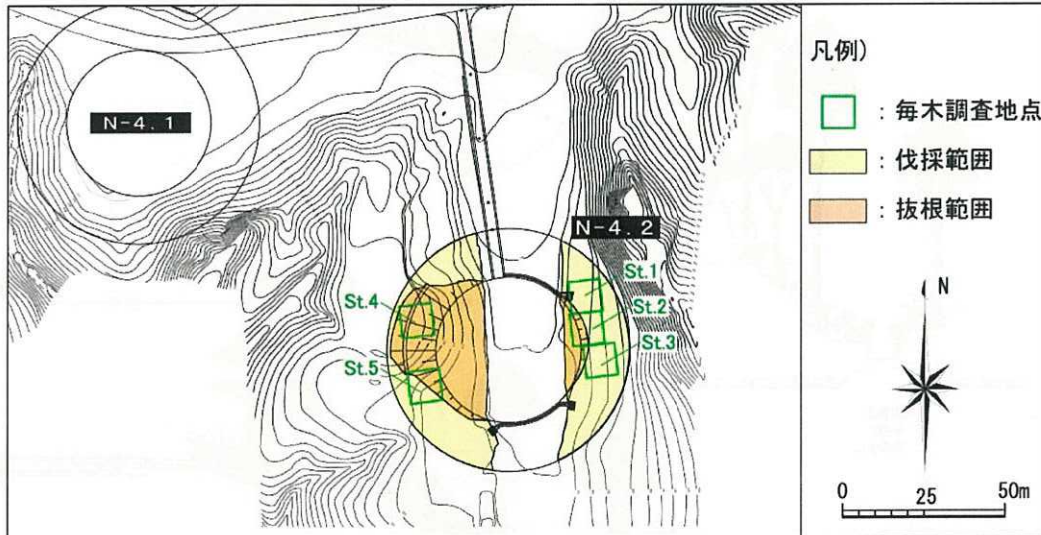 N-4.1
N-4.2
St.1
St.2
St.3
St.4
St.5
凡例)
：毎木調査地点
：伐採範囲
：抜根範囲
N
0 25 50m